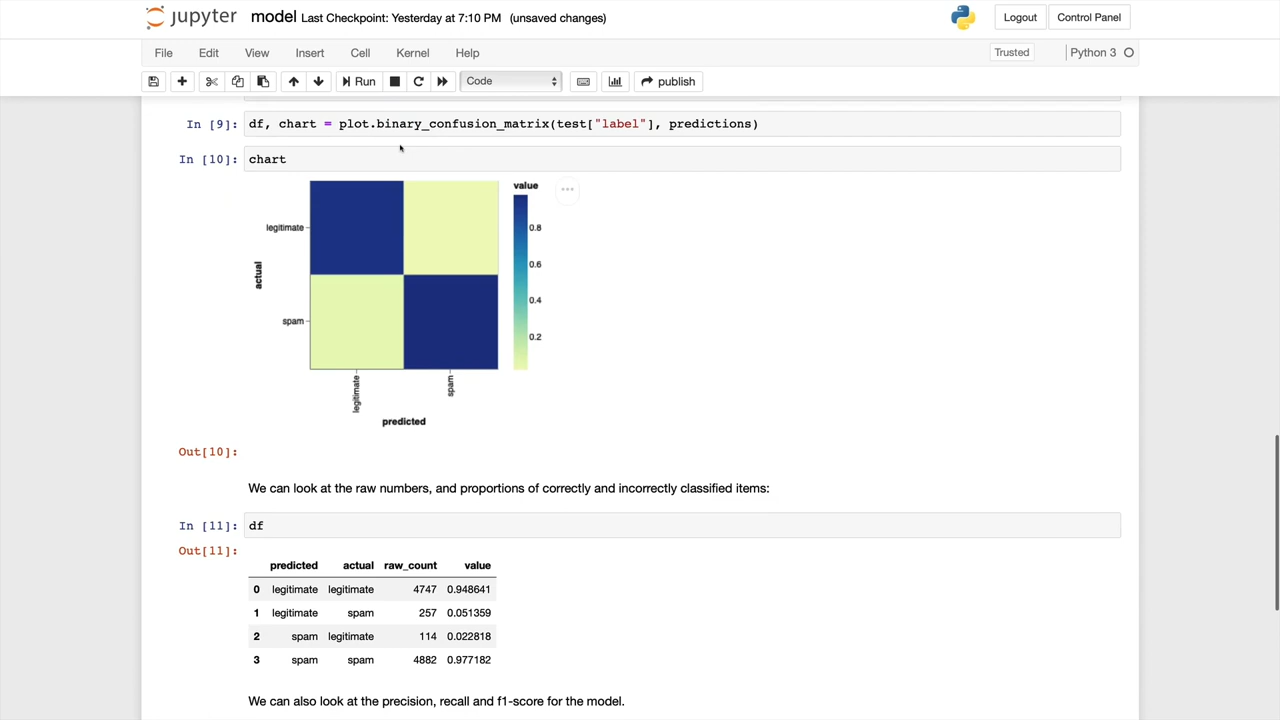 jupyter model Last Checkpoint: Yesterday at 7:10 PM (unsaved changes) Logout Control Panel
File Edit View Insert Cell Kernel Help Trusted Python 3
Run Code publish
In [9]: df, chart = plot.binary_confusion_matrix(test["label"], predictions)
In [10]: chart
value
legitimate
0.8
0.6
actual
0.4
spam
0.2
legitimate spam
predicted
Out[10]:
We can look at the raw numbers, and proportions of correctly and incorrectly classified items:
In [11]: df
Out[11]:
predicted actual raw_count value
0 legitimate legitimate 4747 0.948641
1 legitimate spam 257 0.051359
2 spam legitimate 114 0.022818
3 spam spam 4882 0.977182
We can also look at the precision, recall and f1-score for the model.